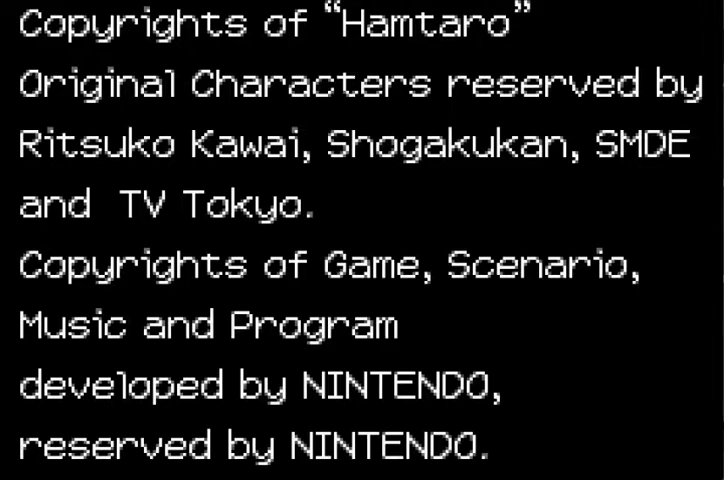 Copyrights of “Hamtaro”
Original Characters reserved by
Ritsuko Kawai, Shogakukan, SMDE
and TV Tokyo.
Copyrights of Game, Scenario,
Music and Program
developed by NINTENDO,
reserved by NINTENDO.